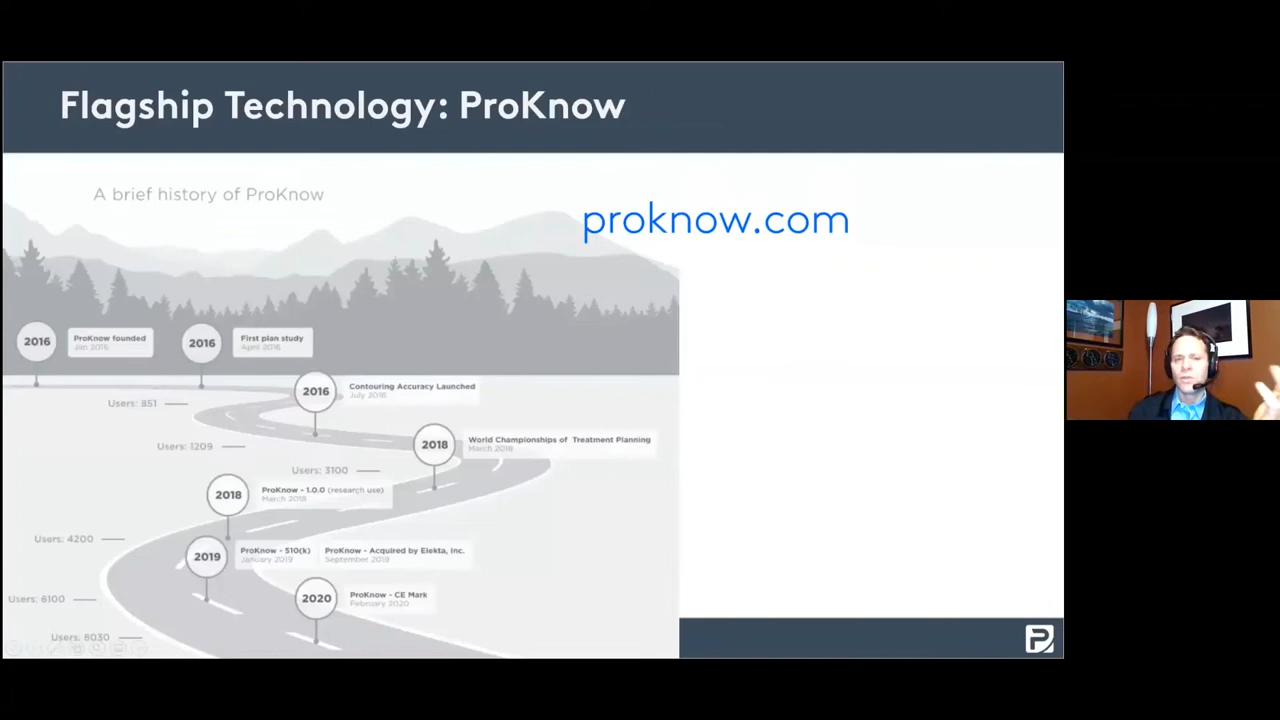 Flagship Technology: ProKnow
A brief history of ProKnow
proknow.com
2016
ProKnow founded
Jan 2016
2016
First plan study
April 2016
2016
Contouring Accuracy Launched
July 2016
Users: 851
Users: 1209
2018
World Championships of Treatment Planning
March 2018
Users: 3100
2018
ProKnow - 1.0.0 (research use)
March 2018
Users: 4200
2019
ProKnow - 510(k)
January 2019
ProKnow - Acquired by Elekta, Inc.
September 2019
2020
ProKnow - CE Mark
February 2020
Users: 6100
Users: 8030